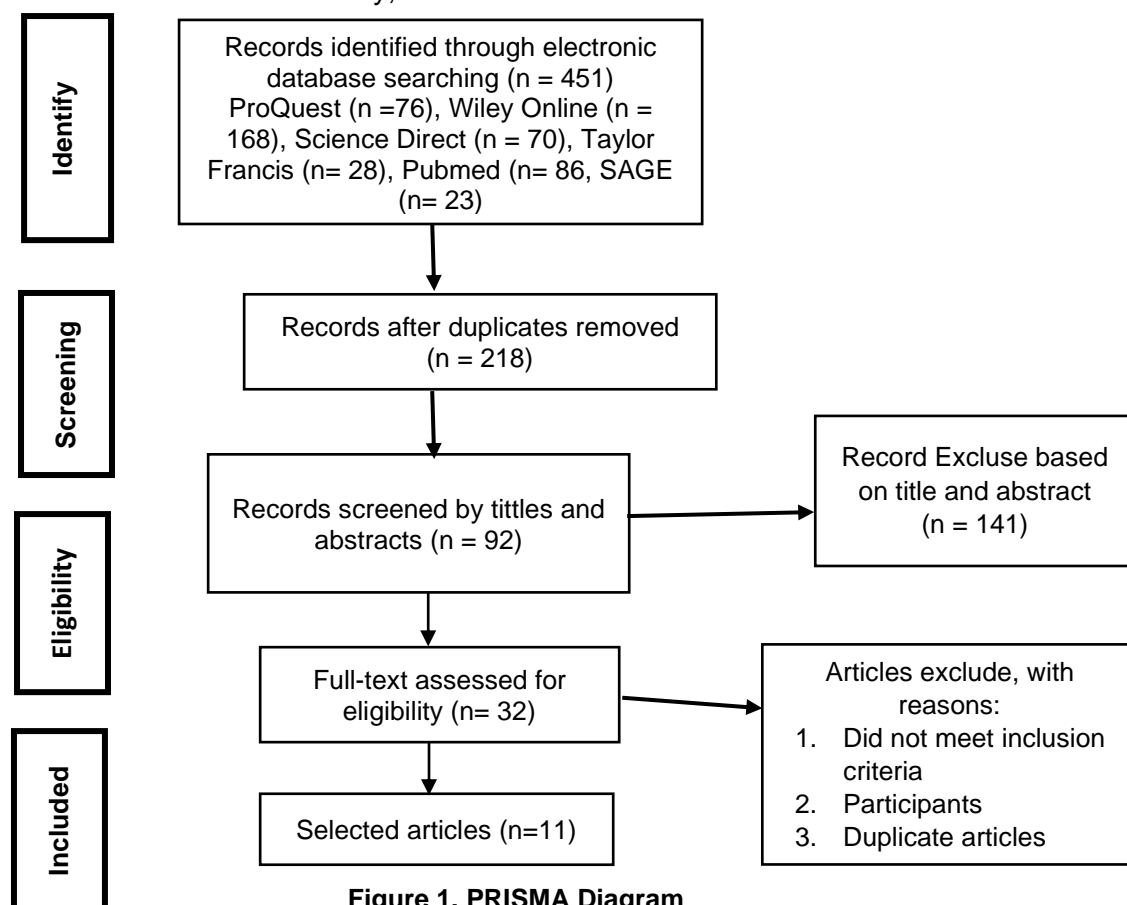 Identify
Records identified through electronic
database searching (n = 451)
ProQuest (n =76), Wiley Online (n =
168), Science Direct (n = 70), Taylor
Francis (n= 28), Pubmed (n= 86, SAGE
(n= 23)
Screening
Records after duplicates removed
(n = 218)
Records screened by tittles and
abstracts (n = 92)
Record Excluse based
on title and abstract
(n = 141)
Eligibility
Full-text assessed for
eligibility (n= 32)
Articles exclude, with
reasons:
1. Did not meet inclusion
criteria
2. Participants
3. Duplicate articles
Included
Selected articles (n=11)
Figure 1. PRISMA Diagram